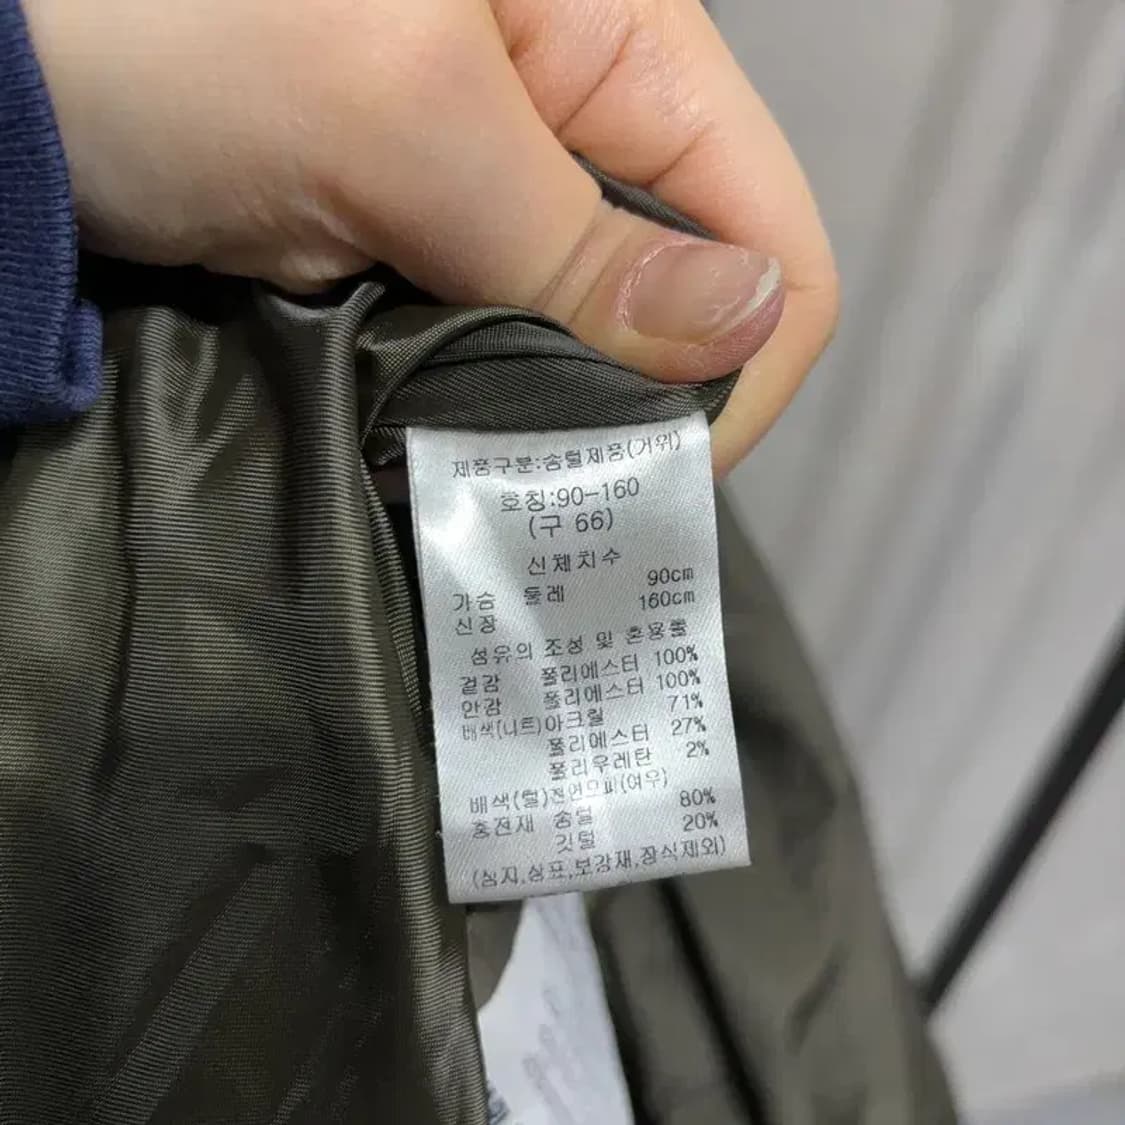 제품구분:솜털제품(거위)
호칭:90-160
(구 66)
신체치수
가슴 둘레 90cm
신장 160cm
섬유의 조성 및 혼용률
겉감 폴리에스터 100%
안감 폴리에스터 100%
배색(니트)아크릴 71%
폴리에스터 27%
폴리우레탄 2%
배색(털)천연모피(여우)
충전재 솜털 80%
깃털 20%
(심지,상표,보강재,장식제외)